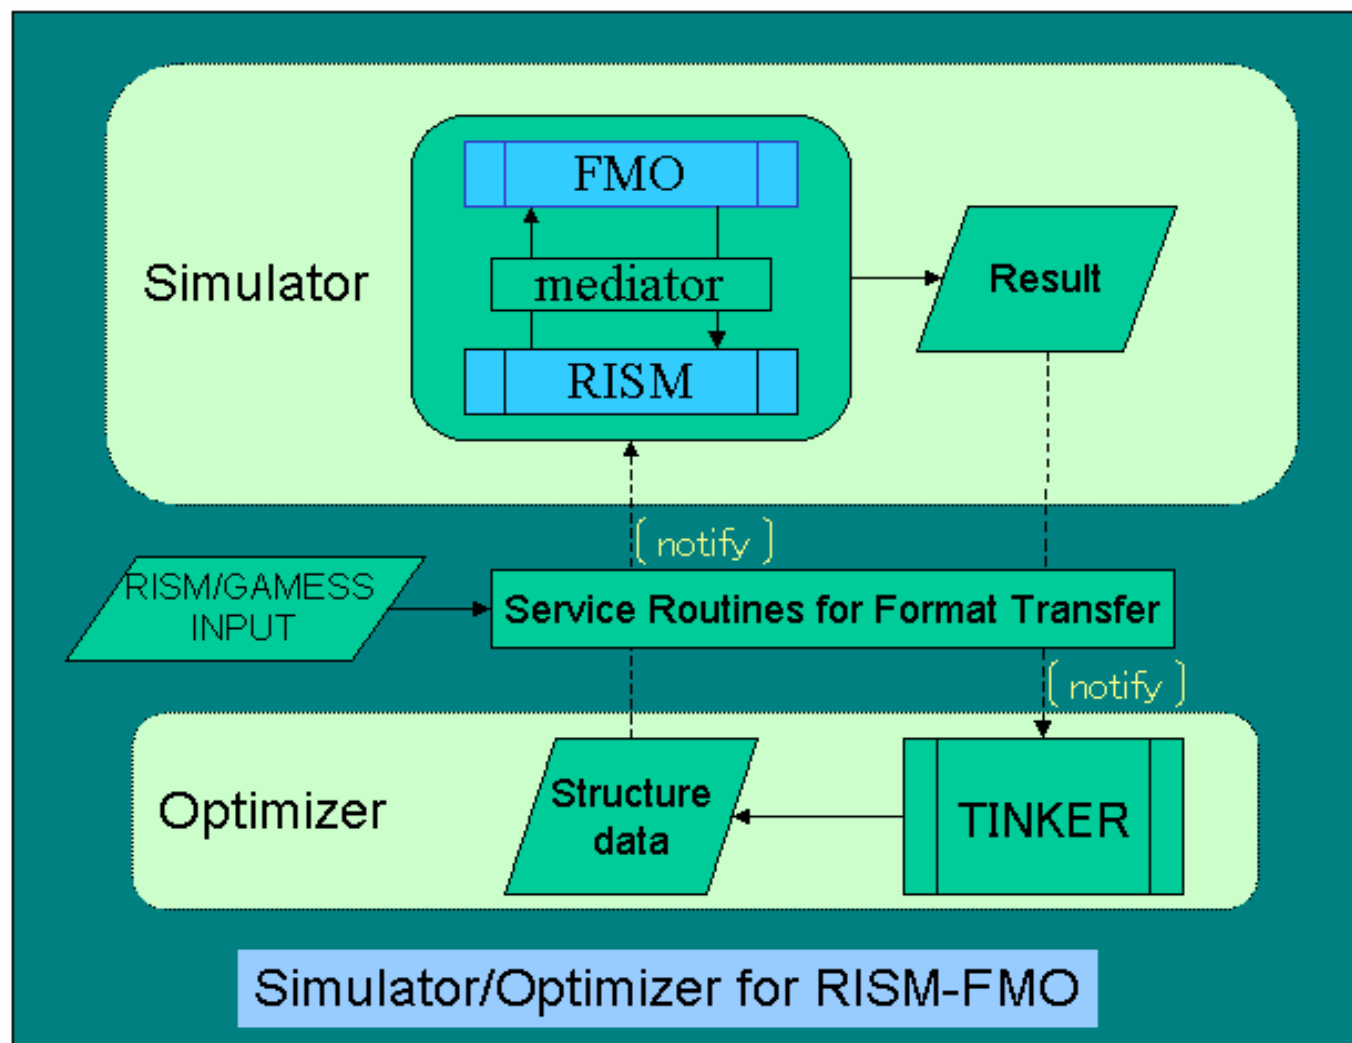 FMO
Simulator
mediator
Result
RISM
[ notify ]
RISM/GAMESS
INPUT
Service Routines for Format Transfer
[ notify ]
Optimizer
Structure
data
TINKER
Simulator/Optimizer for RISM-FMO